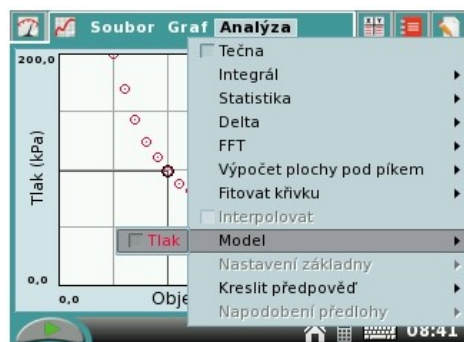 Soubor Graf Analýza
200,0
Tlak (kPa)
0,0
0,0
Obje
Tečna
Integrál
Statistika
Delta
FFT
Výpočet plochy pod píkem
Fitovat křivku
Interpolovat
Model
Tlak
Nastavení základny
Kreslit předpověď
Napodobení předlohy
08:41